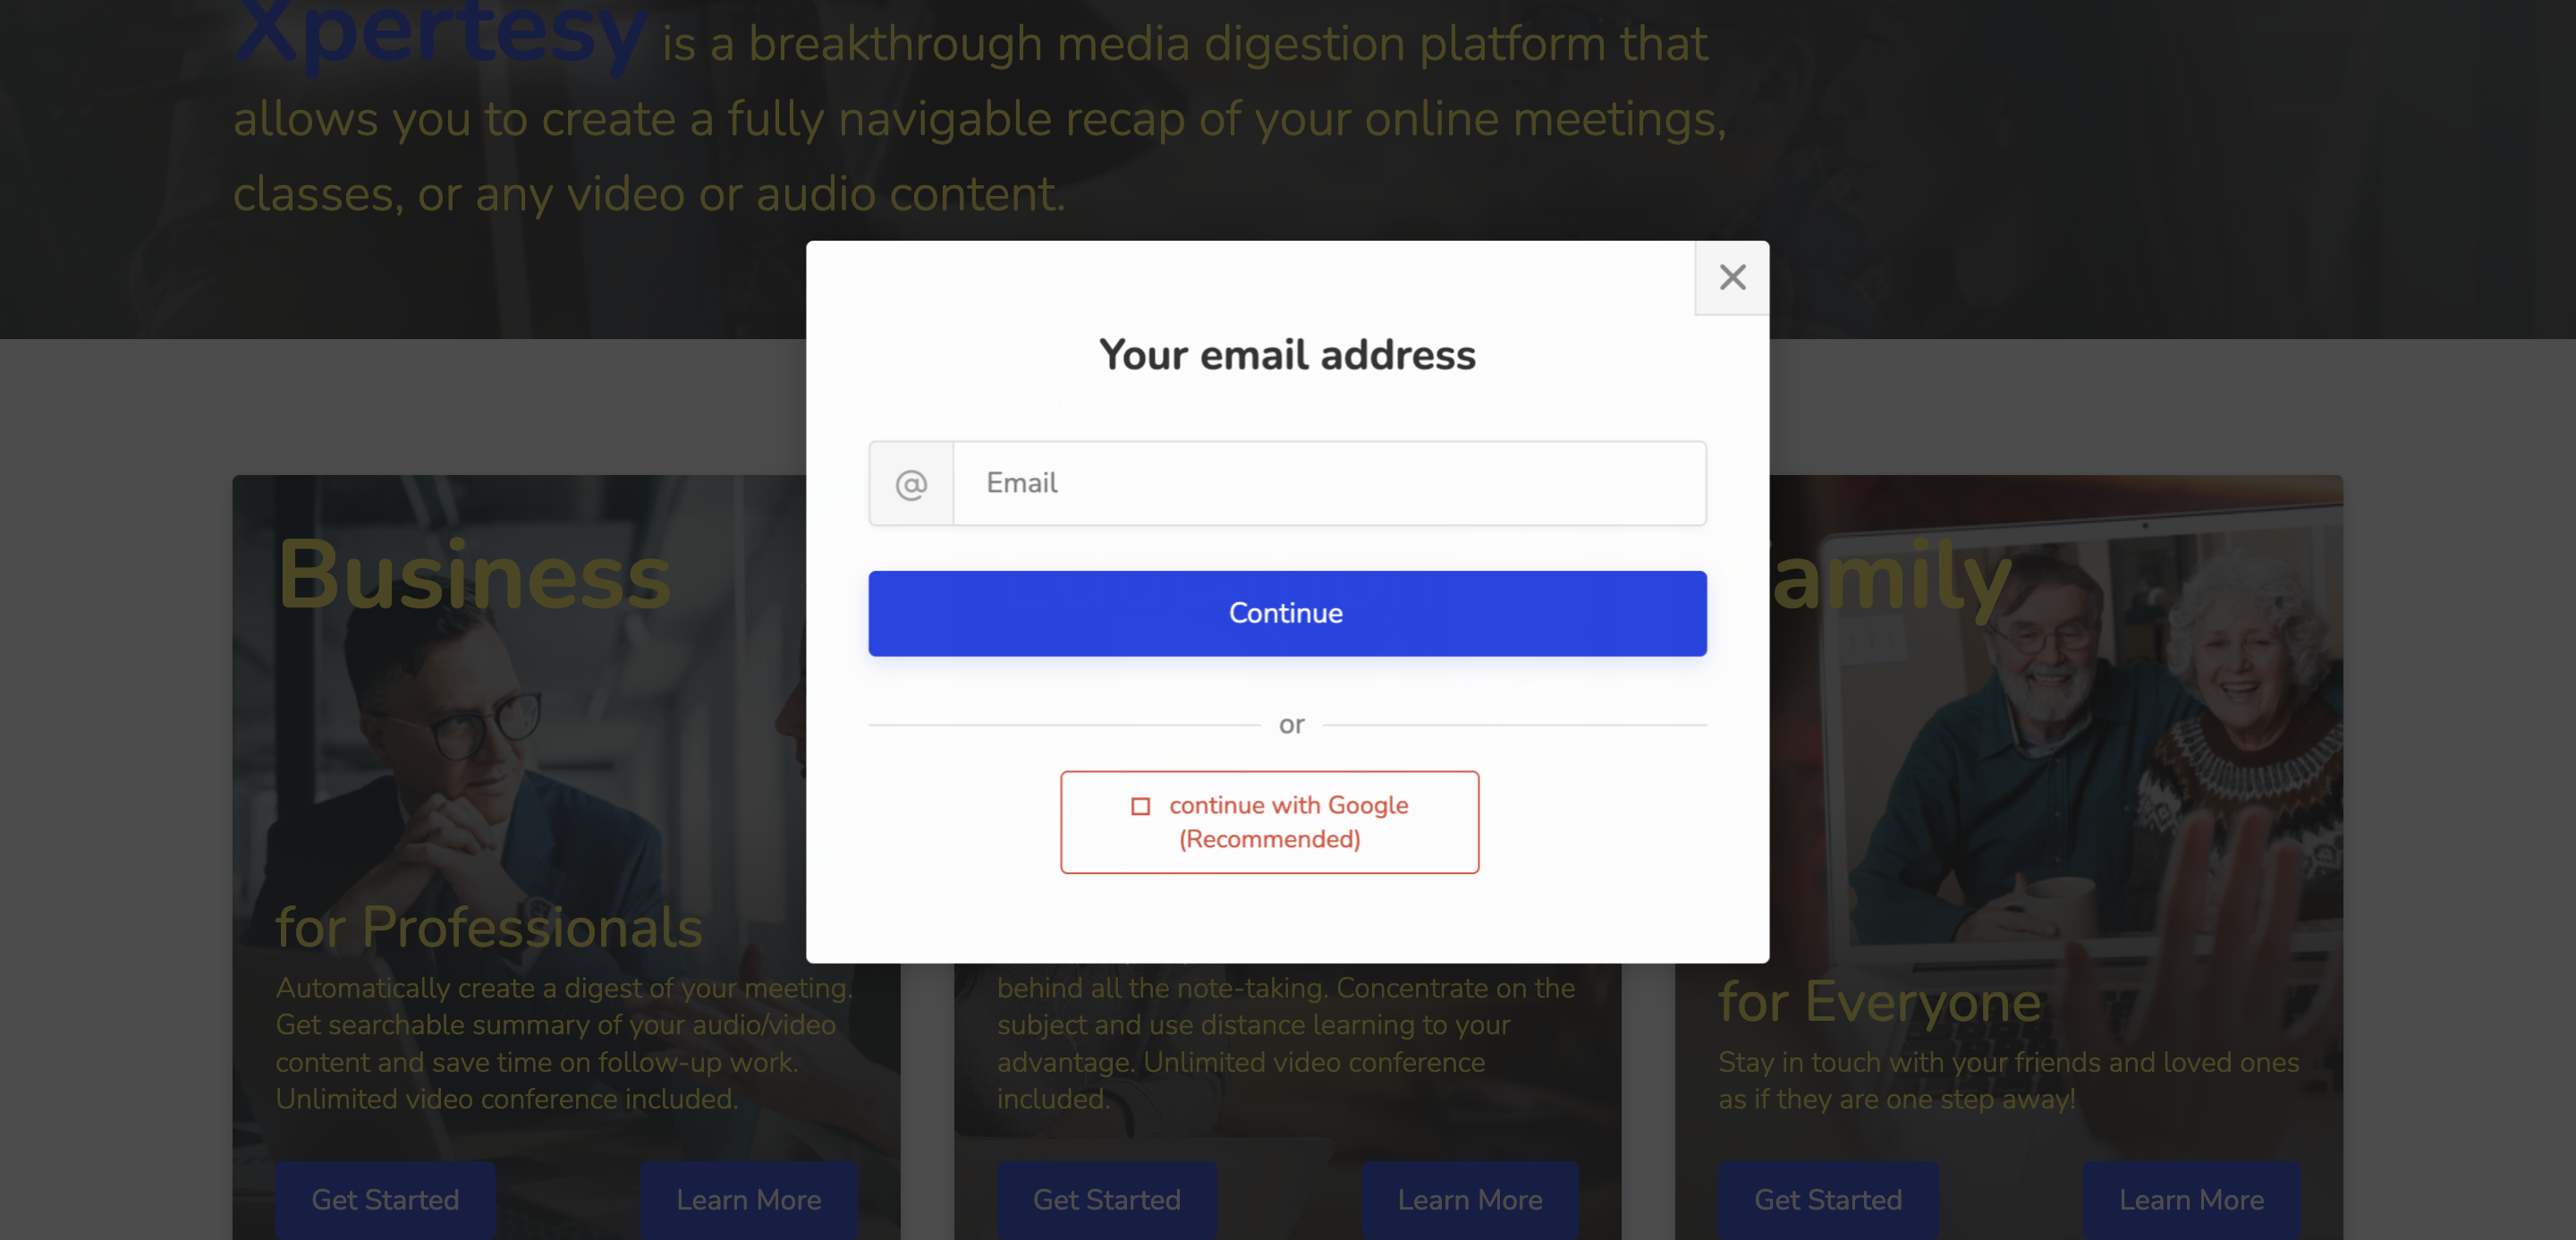 Xpertesy is a breakthrough media digestion platform that
allows you to create a fully navigable recap of your online meetings,
classes, or any video or audio content.
Your email address
@ Email
Continue
or
continue with Google
(Recommended)
Business
for Professionals
Automatically create a digest of your meeting.
Get searchable summary of your audio/video
content and save time on follow-up work.
Unlimited video conference included.
Get Started
Learn More
behind all the note-taking. Concentrate on the
subject and use distance learning to your
advantage. Unlimited video conference
included.
Get Started
Learn More
Family
for Everyone
Stay in touch with your friends and loved ones
as if they are one step away!
Get Started
Learn More